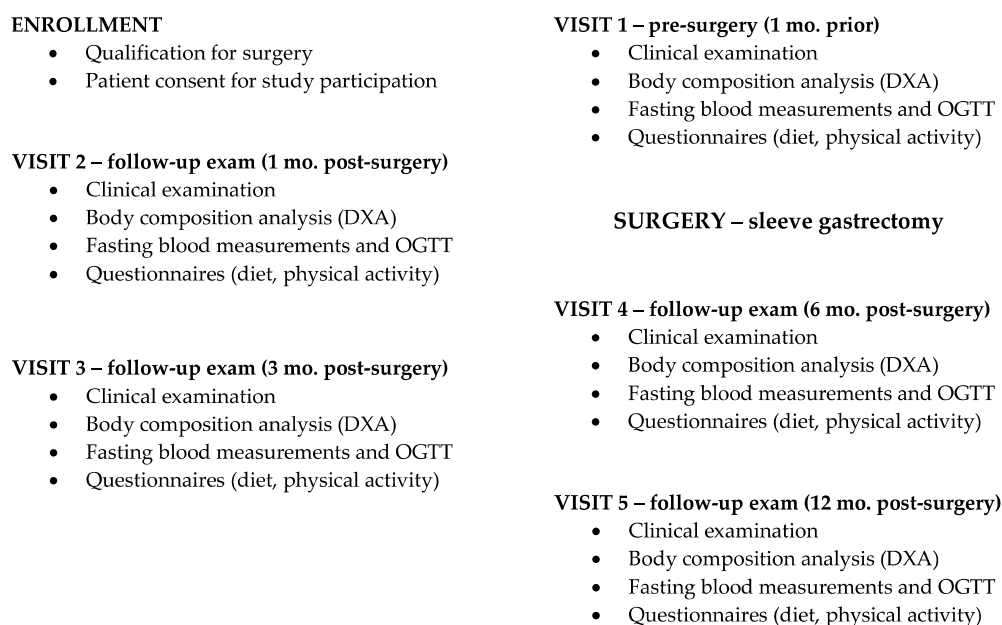 ENROLLMENT
• Qualification for surgery
• Patient consent for study participation
VISIT 1 – pre-surgery (1 mo. prior)
• Clinical examination
• Body composition analysis (DXA)
• Fasting blood measurements and OGTT
• Questionnaires (diet, physical activity)
SURGERY – sleeve gastrectomy
VISIT 2 – follow-up exam (1 mo. post-surgery)
• Clinical examination
• Body composition analysis (DXA)
• Fasting blood measurements and OGTT
• Questionnaires (diet, physical activity)
VISIT 3 – follow-up exam (3 mo. post-surgery)
• Clinical examination
• Body composition analysis (DXA)
• Fasting blood measurements and OGTT
• Questionnaires (diet, physical activity)
VISIT 4 – follow-up exam (6 mo. post-surgery)
• Clinical examination
• Body composition analysis (DXA)
• Fasting blood measurements and OGTT
• Questionnaires (diet, physical activity)
VISIT 5 – follow-up exam (12 mo. post-surgery)
• Clinical examination
• Body composition analysis (DXA)
• Fasting blood measurements and OGTT
• Questionnaires (diet, physical activity)